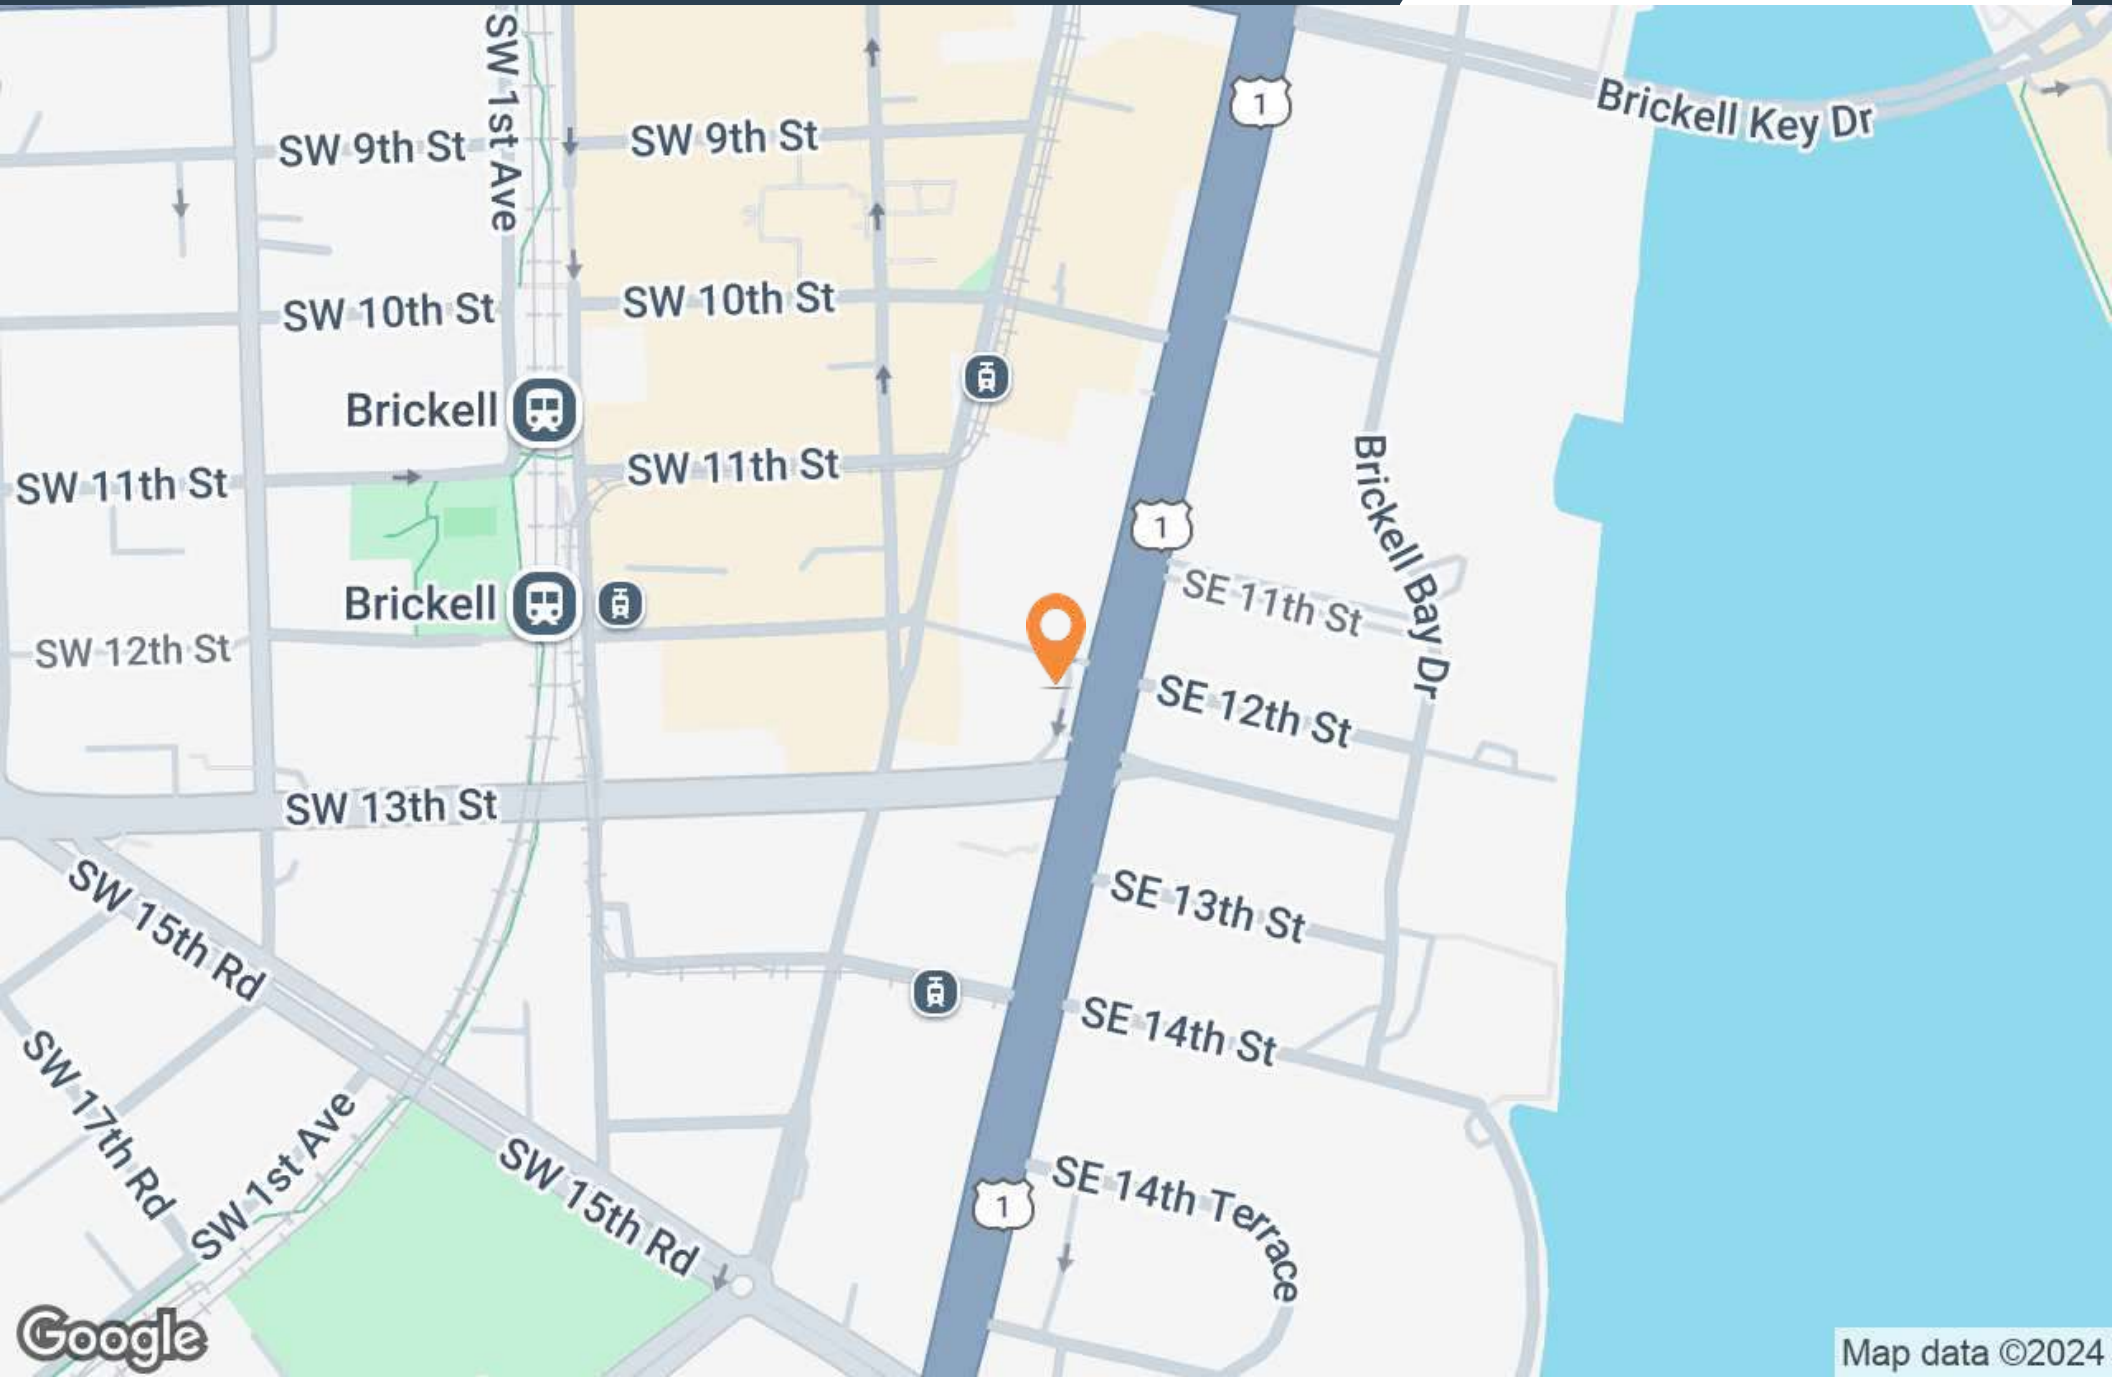 SW 1st Ave
1
Brickell Key Dr
SW 9th St
SW 9th St
SW 10th St
SW 10th St
Brickell
SW 11th St
SW 11th St
Brickell Bay Dr
1
SE 11th St
Brickell
SW 12th St
SE 12th St
SW 13th St
SW 15th Rd
SE 13th St
SE 14th St
SW 17th Rd
SW 1st Ave
SW 15th Rd
SE 14th Terrace
1
Google
Map data ©2024